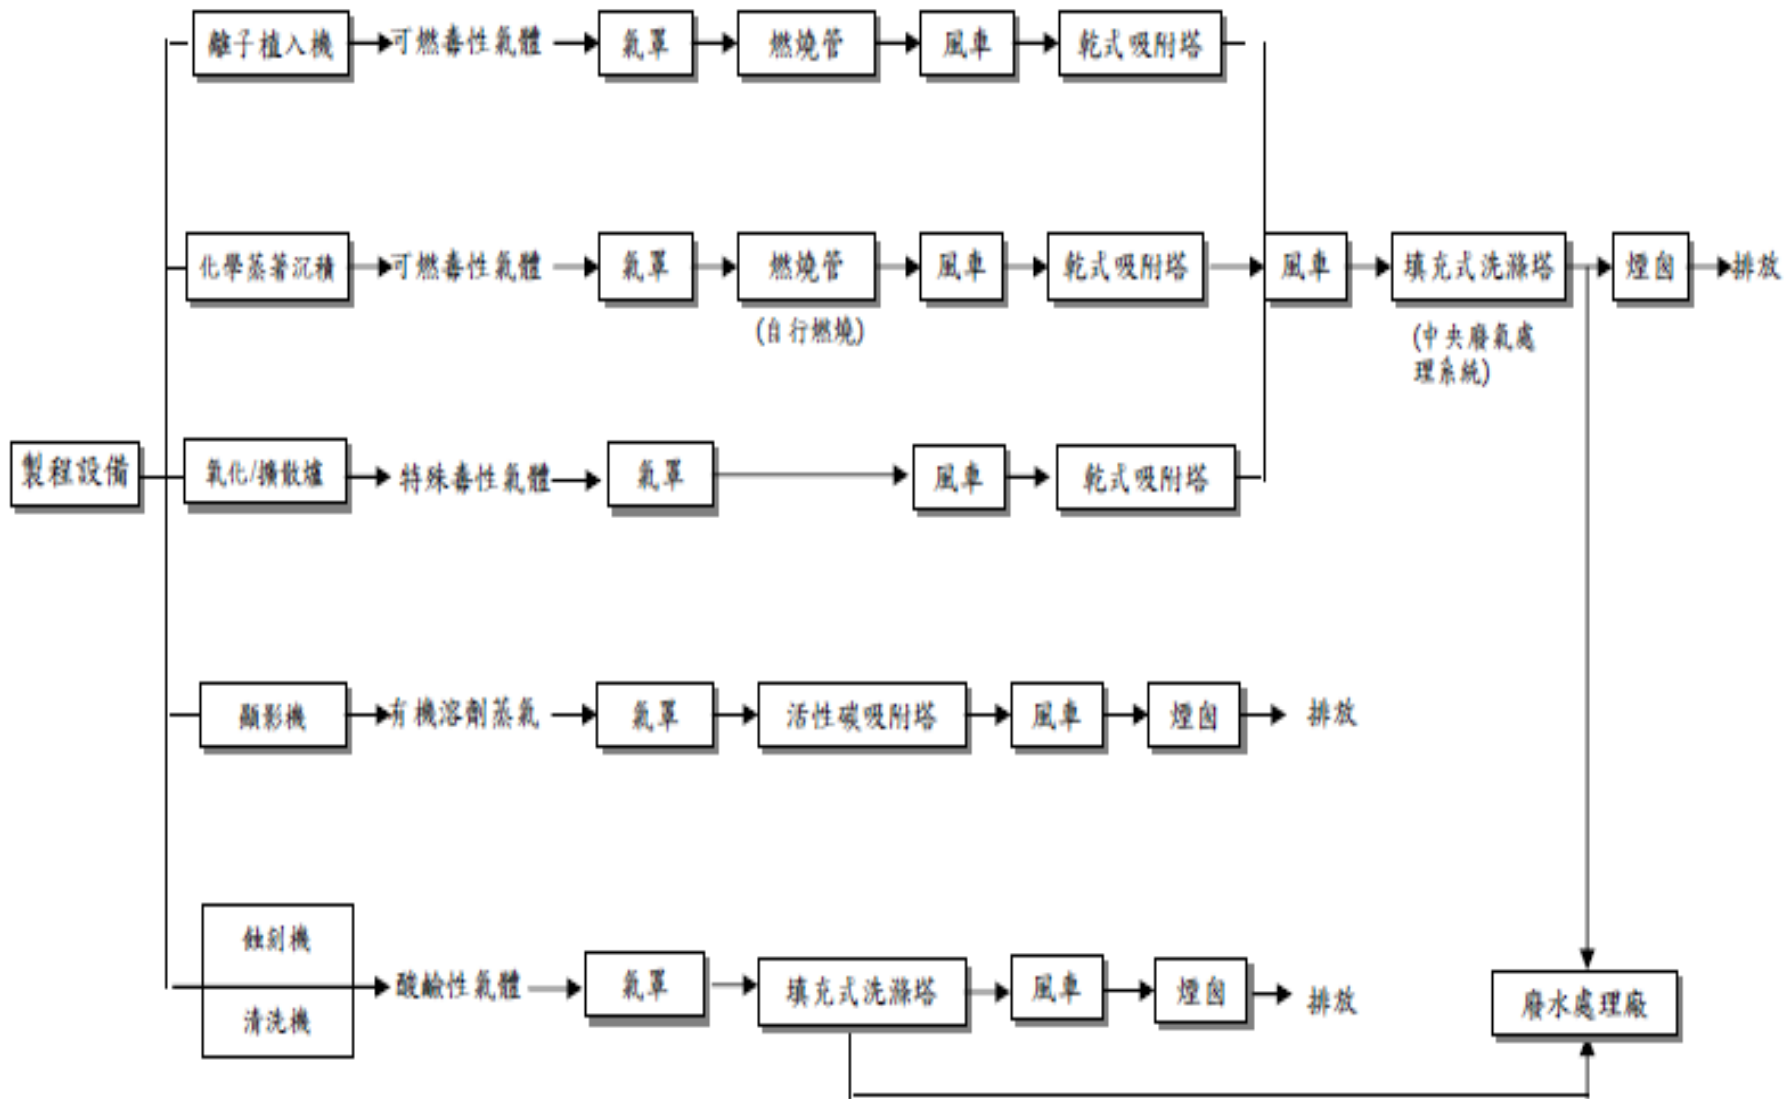 離子植入機 可燃毒性氣體 氣罩 燃燒管 風車 乾式吸附塔
化學蒸著沉積 可燃毒性氣體 氣罩 燃燒管 風車 乾式吸附塔 風車 填充式洗滌塔 煙囪 排放
(自行燃燒)
(中央廢氣處
理系統)
製程設備 氧化/擴散爐 特殊毒性氣體 氣罩 風車 乾式吸附塔
顯影機 有機溶劑蒸氣 氣罩 活性碳吸附塔 風車 煙囪 排放
蝕刻機
酸鹼性氣體 氣罩 填充式洗滌塔 風車 煙囪 排放 廢水處理廠
清洗機